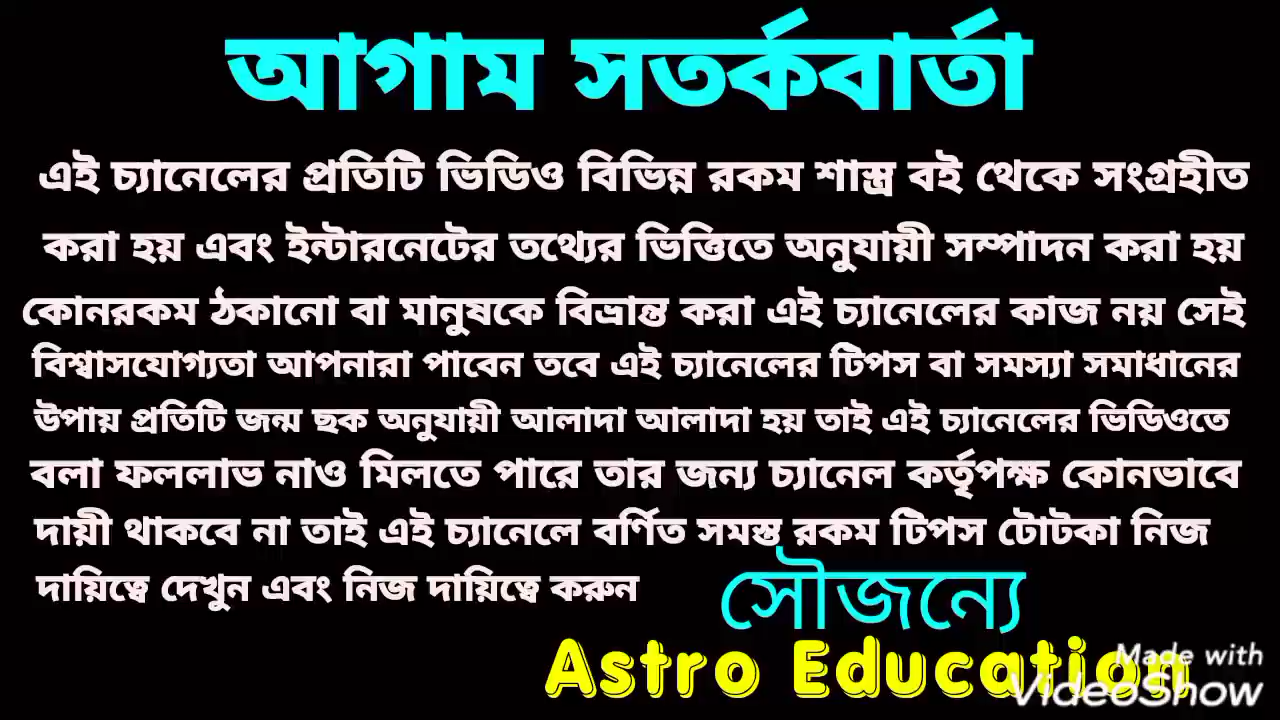 আগাম সতর্কবার্তা
এই চ্যানেলের প্রতিটি ভিডিও বিভিন্ন রকম শাস্ত্র বই থেকে সংগ্রহীত
করা হয় এবং ইন্টারনেটের তথ্যের ভিত্তিতে অনুযায়ী সম্পাদন করা হয়
কোনরকম ঠকানো বা মানুষকে বিভ্রান্ত করা এই চ্যানেলের কাজ নয় সেই
বিশ্বাসযোগ্যতা আপনারা পাবেন তবে এই চ্যানেলের টিপস বা সমস্যা সমাধানের
উপায় প্রতিটি জন্ম ছক অনুযায়ী আলাদা আলাদা হয় তাই এই চ্যানেলের ভিডিওতে
বলা ফললাভ নাও মিলতে পারে তার জন্য চ্যানেল কর্তৃপক্ষ কোনভাবে
দায়ী থাকবে না তাই এই চ্যানেলে বর্ণিত সমস্ত রকম টিপস টোটকা নিজ
দায়িত্বে দেখুন এবং নিজ দায়িত্বে করুন
সৌজন্যে
Astro Education
Made with
VideoShow